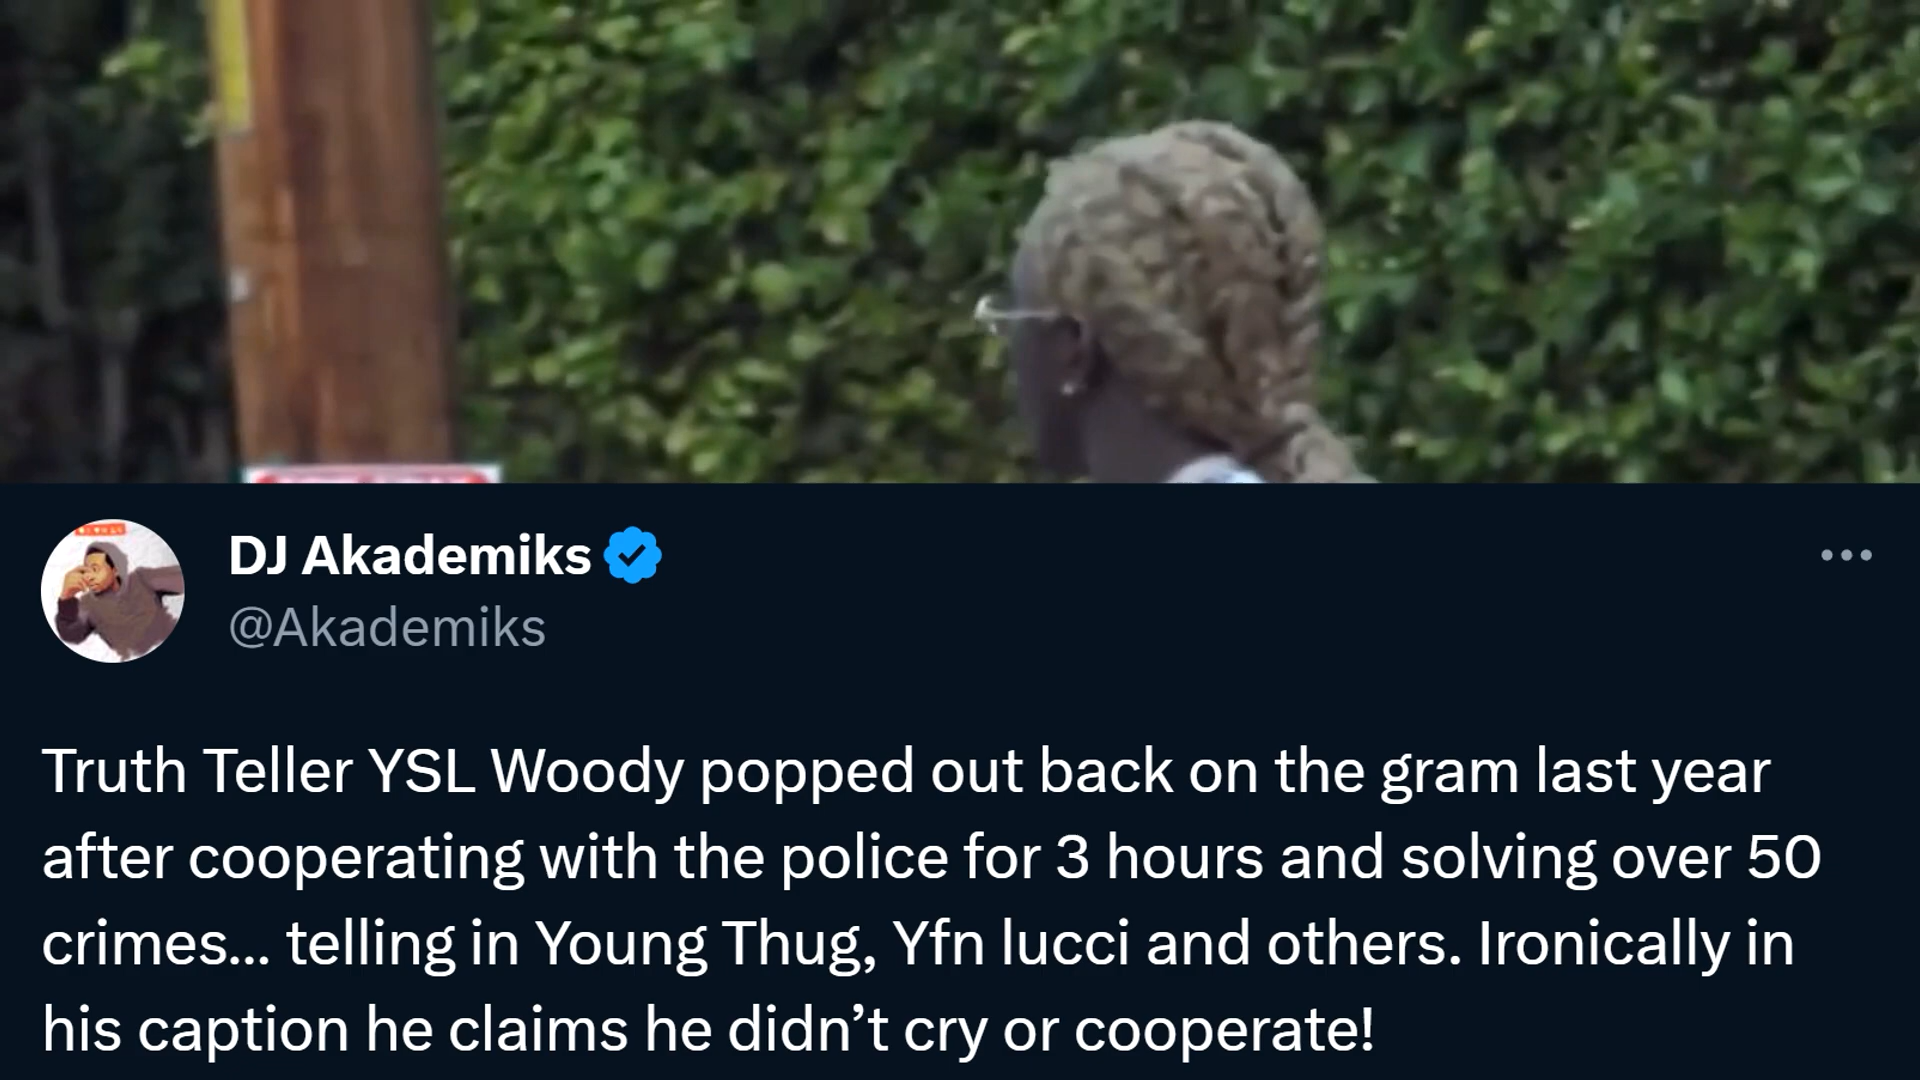 DJ Akademiks
@Akademiks
Truth Teller YSL Woody popped out back on the gram last year
after cooperating with the police for 3 hours and solving over 50
crimes... telling in Young Thug, Yfn lucci and others. Ironically in
his caption he claims he didn’t cry or cooperate!